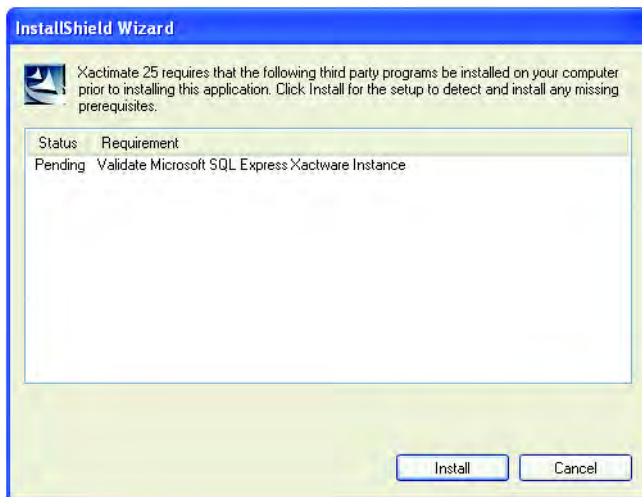 InstallShield Wizard
Xactimate 25 requires that the following third party programs be installed on your computer
prior to installing this application. Click Install for the setup to detect and install any missing
prerequisites.
Status Requirement
Pending Validate Microsoft SQL Express Xactware Instance
Install Cancel